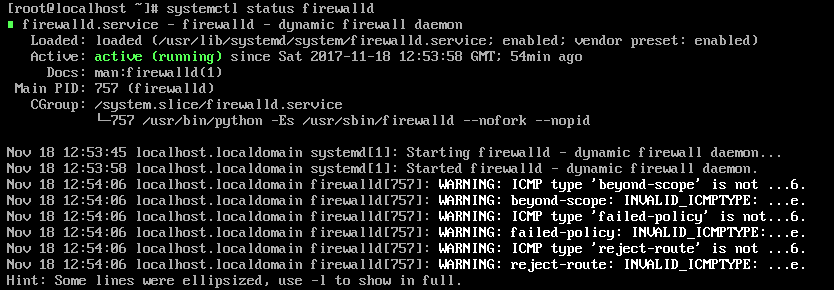 [root@localhost ~]# systemctl status firewalld
firewalld.service - firewalld - dynamic firewall daemon
Loaded: loaded (/usr/lib/systemd/system/firewalld.service; enabled; vendor preset: enabled)
Active: active (running) since Sat 2017-11-18 12:53:58 GMT; 54min ago
Docs: man:firewalld(1)
Main PID: 757 (firewalld)
CGroup: /system.slice/firewalld.service
└─757 /usr/bin/python -Es /usr/sbin/firewalld --nofork --nopid
Nov 18 12:53:45 localhost.localdomain systemd[1]: Starting firewalld - dynamic firewall daemon...
Nov 18 12:53:58 localhost.localdomain systemd[1]: Started firewalld - dynamic firewall daemon.
Nov 18 12:54:06 localhost.localdomain firewalld[757]: WARNING: ICMP type 'beyond-scope' is not ...6.
Nov 18 12:54:06 localhost.localdomain firewalld[757]: WARNING: beyond-scope: INVALID_ICMPTYPE: ...e.
Nov 18 12:54:06 localhost.localdomain firewalld[757]: WARNING: ICMP type 'failed-policy' is not...6.
Nov 18 12:54:06 localhost.localdomain firewalld[757]: WARNING: failed-policy: INVALID_ICMPTYPE:...e.
Nov 18 12:54:06 localhost.localdomain firewalld[757]: WARNING: ICMP type 'reject-route' is not ...6.
Nov 18 12:54:06 localhost.localdomain firewalld[757]: WARNING: reject-route: INVALID_ICMPTYPE: ...e.
Hint: Some lines were ellipsized, use -l to show in full.